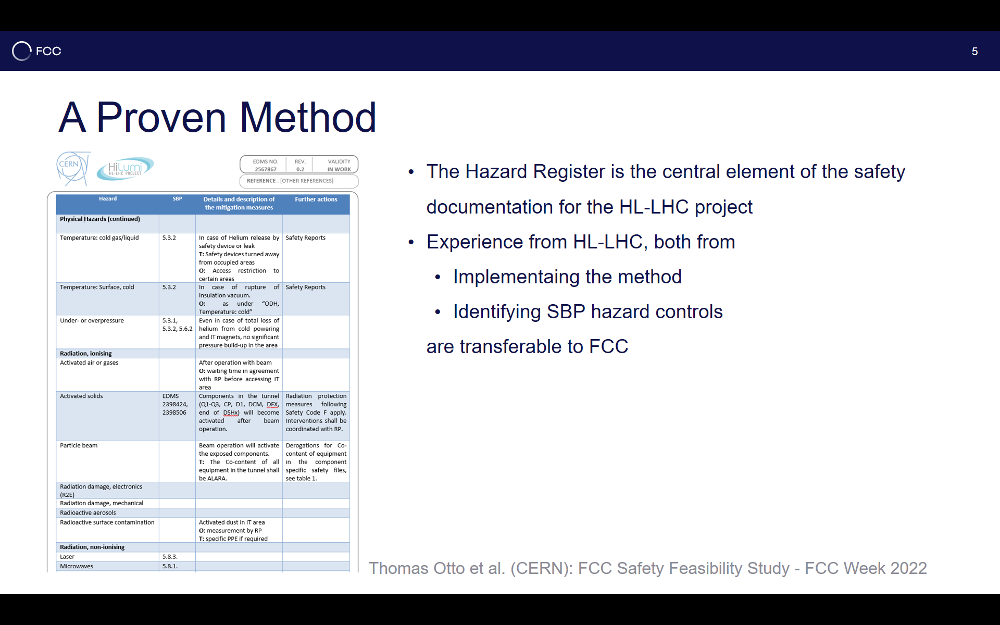 FCC
5
A Proven Method
CERN
HiLumi
HL-LHC PROJECT
EDMS NO. REV. VALIDITY
2567867 0.2 IN WORK
REFERENCE : [OTHER REFERENCES]
Hazard SBP Details and description of Further actions
the mitigation measures
Physical Hazards (continued)
Temperature: cold gas/liquid 5.3.2 In case of Helium release by Safety Reports
safety device or leak
T: Safety devices turned away
from occupied areas
O: Access restriction to
certain areas
Temperature: Surface, cold 5.3.2 In case of rupture of Safety Reports
insulation vacuum.
O: as under “ODH,
Temperature: cold”
Under- or overpressure 5.3.1, Even in case of total loss of
5.3.2, 5.6.2 helium from cold powering
and IT magnets, no significant
pressure build-up in the area
Radiation, ionising
Activated air or gases After operation with beam
O: waiting time in agreement
with RP before accessing IT
area
Activated solids EDMS Components in the tunnel Radiation protection
2398424, (Q1-Q3, CP, D1, DCM, DFX, measures following
2398506 end of DSHx) will become Safety Code F apply.
activated after beam Interventions shall be
operation. coordinated with RP.
Particle beam Beam operation will activate Derogations for Co-
the exposed components. content of equipment
T: The Co-content of all in the component
equipment in the tunnel shall specific safety files,
be ALARA. see table 1.
Radiation damage, electronics
(R2E)
Radiation damage, mechanical
Radioactive aerosols
Radioactive surface contamination Activated dust in IT area
O: measurement by RP
T: specific PPE if required
Radiation, non-ionising
Laser 5.8.3.
Microwaves 5.8.1.
• The Hazard Register is the central element of the safety
documentation for the HL-LHC project
• Experience from HL-LHC, both from
• Implementaing the method
• Identifying SBP hazard controls
are transferable to FCC
Thomas Otto et al. (CERN): FCC Safety Feasibility Study - FCC Week 2022